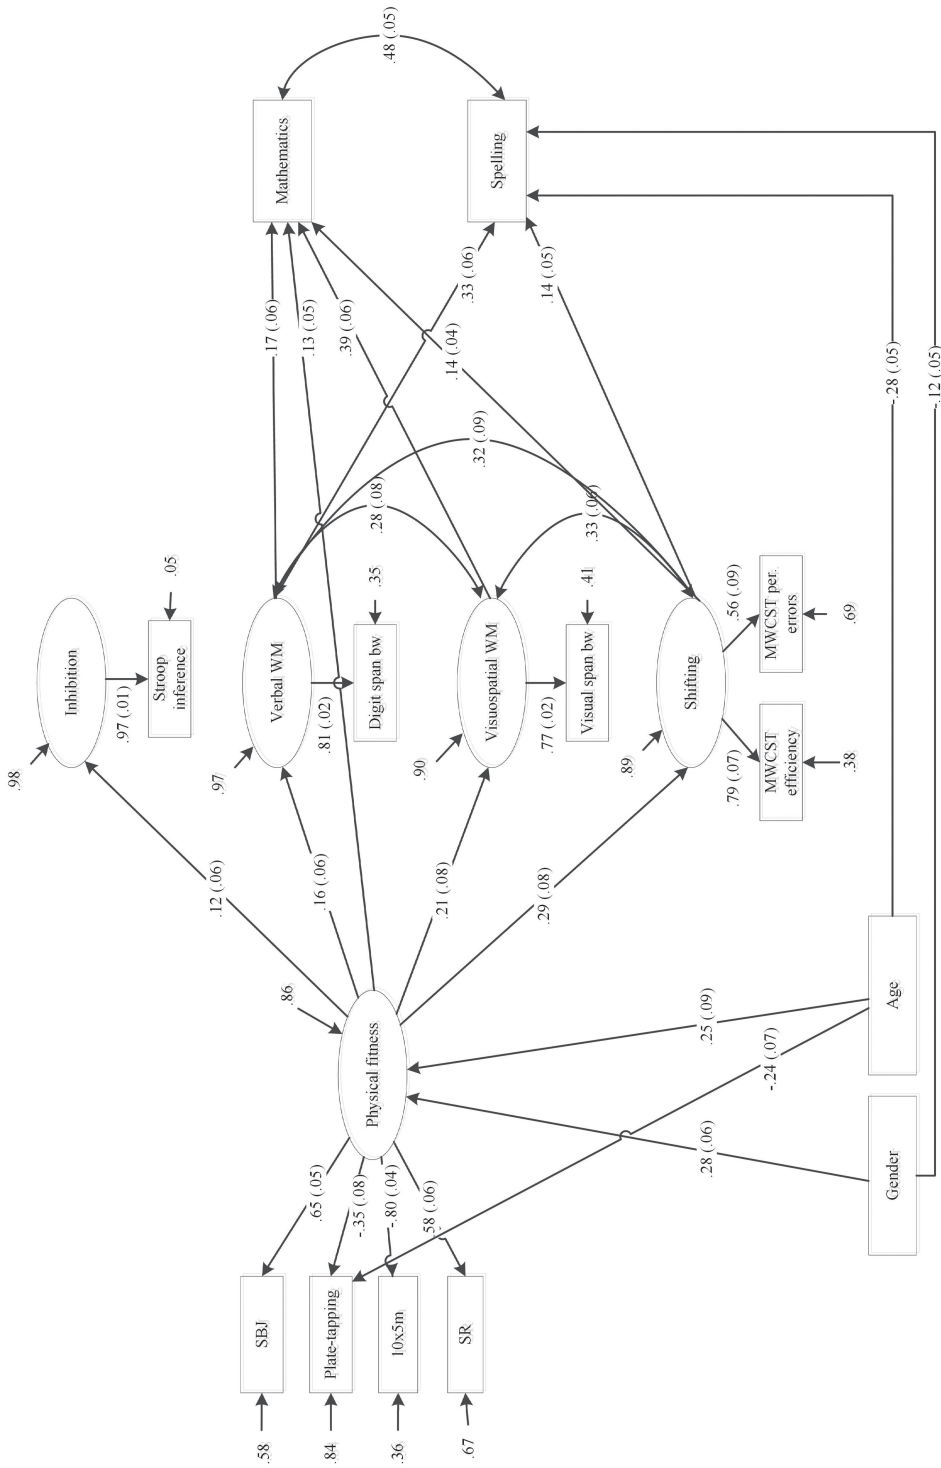 .58
SBJ
.84
Plate-tapping
.36
10x5m
.67
SR
.65 (.05)
-.35 (.08)
-.80 (.04)
.58 (.06)
.86
Physical fitness
.12 (.06)
.16 (.06)
.21 (.08)
.29 (.08)
.28 (.06)
.25 (.09)
-.24 (.07)
Gender
Age
.98
Inhibition
.97 (.01)
Stroop
inference
.05
.97
Verbal WM
.81 (.02)
Digit span bw
.35
.90
Visuospatial WM
.77 (.02)
Visual span bw
.41
.89
Shifting
.79 (.07)
.56 (.09)
MWCST
efficiency
.38
MWCST per.
errors
.69
.28 (.08)
.32 (.09)
.33 (.06)
.17 (.06)
.13 (.05)
.39 (.06)
.14 (.04)
.33 (.06)
.14 (.05)
-.28 (.05)
-.12 (.05)
Mathematics
Spelling
.48 (.05)